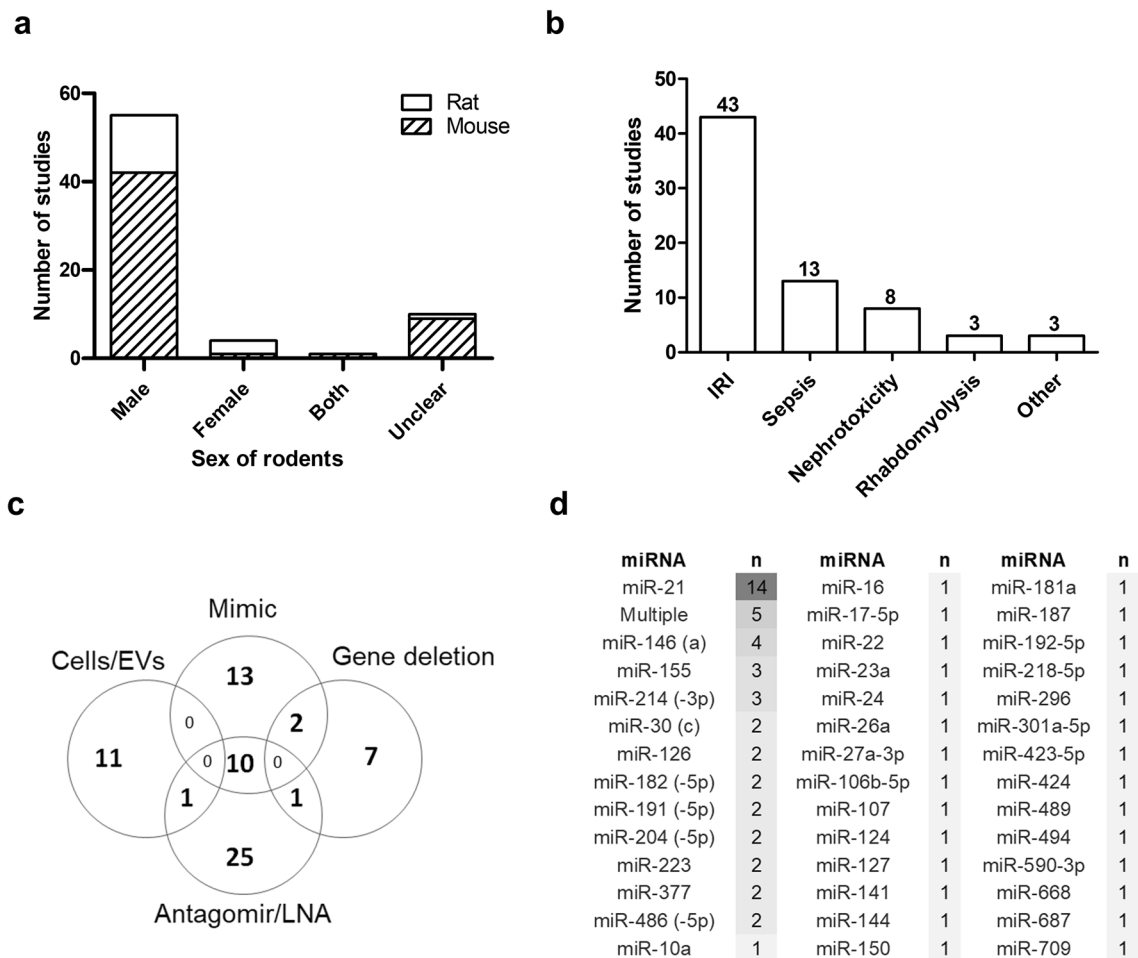 a
60
40
20
0
Number of studies
Rat
Mouse
Male
Female
Both
Unclear
Sex of rodents
b
50
40
30
20
10
0
Number of studies
43
13
8
3
3
IRI
Sepsis
Nephrotoxicity
Rhabdomyolysis
Other
c
Mimic
Cells/EVs
Gene deletion
13
0
2
11
0
10
0
7
1
1
25
Antagomir/LNA
d
miRNA n miRNA n miRNA n
miR-21 14 miR-16 1 miR-181a 1
Multiple 5 miR-17-5p 1 miR-187 1
miR-146 (a) 4 miR-22 1 miR-192-5p 1
miR-155 3 miR-23a 1 miR-218-5p 1
miR-214 (-3p) 3 miR-24 1 miR-296 1
miR-30 (c) 2 miR-26a 1 miR-301a-5p 1
miR-126 2 miR-27a-3p 1 miR-423-5p 1
miR-182 (-5p) 2 miR-106b-5p 1 miR-424 1
miR-191 (-5p) 2 miR-107 1 miR-489 1
miR-204 (-5p) 2 miR-124 1 miR-494 1
miR-223 2 miR-127 1 miR-590-3p 1
miR-377 2 miR-141 1 miR-668 1
miR-486 (-5p) 2 miR-144 1 miR-687 1
miR-10a 1 miR-150 1 miR-709 1